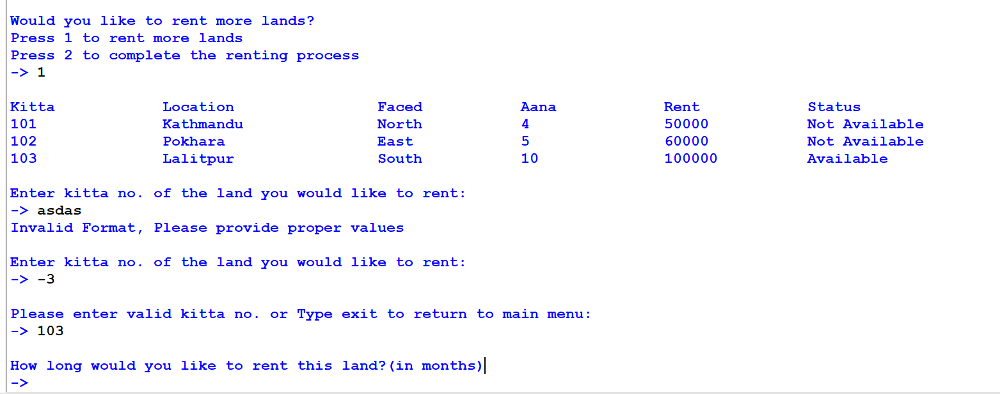 Would you like to rent more lands?
Press 1 to rent more lands
Press 2 to complete the renting process
-> 1
Kitta Location Faced Aana Rent Status
101 Kathmandu North 4 50000 Not Available
102 Pokhara East 5 60000 Not Available
103 Lalitpur South 10 100000 Available
Enter kitta no. of the land you would like to rent:
-> asdas
Invalid Format, Please provide proper values
Enter kitta no. of the land you would like to rent:
-> -3
Please enter valid kitta no. or Type exit to return to main menu:
-> 103
How long would you like to rent this land?(in months)
->